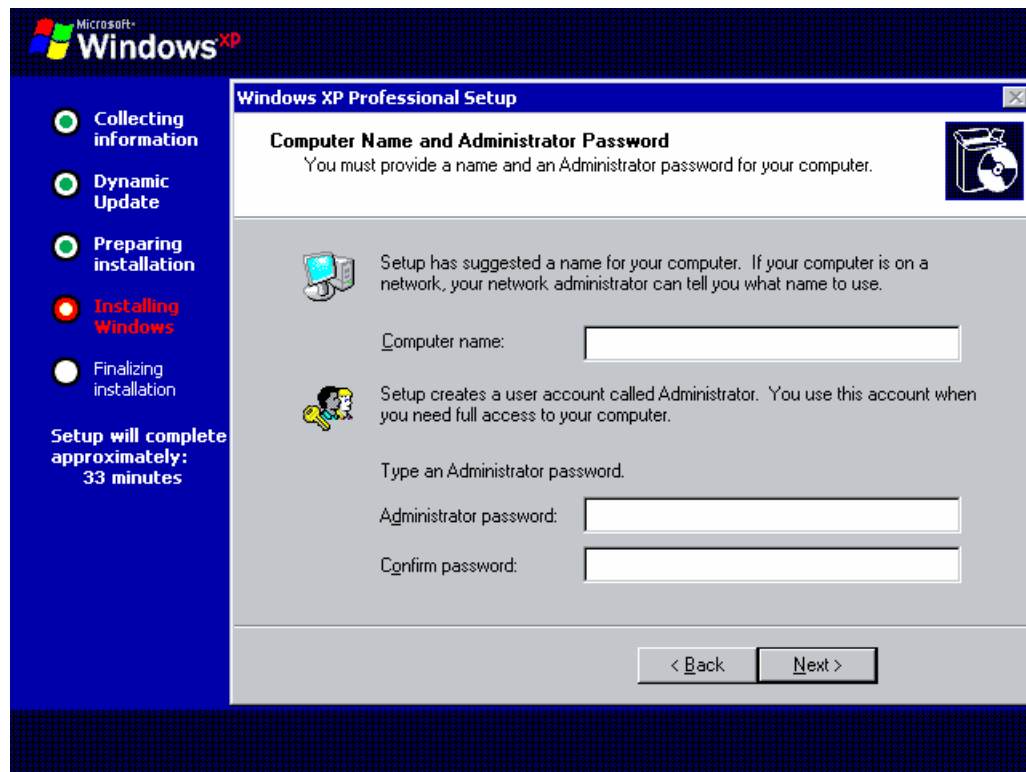 Microsoft
Windows xp
Collecting
information
Dynamic
Update
Preparing
installation
Installing
Windows
Finalizing
installation
Setup will complete
approximately:
33 minutes
Windows XP Professional Setup
Computer Name and Administrator Password
You must provide a name and an Administrator password for your computer.
Setup has suggested a name for your computer. If your computer is on a
network, your network administrator can tell you what name to use.
Computer name:
Setup creates a user account called Administrator. You use this account when
you need full access to your computer.
Type an Administrator password.
Administrator password:
Confirm password:
< Back
Next >